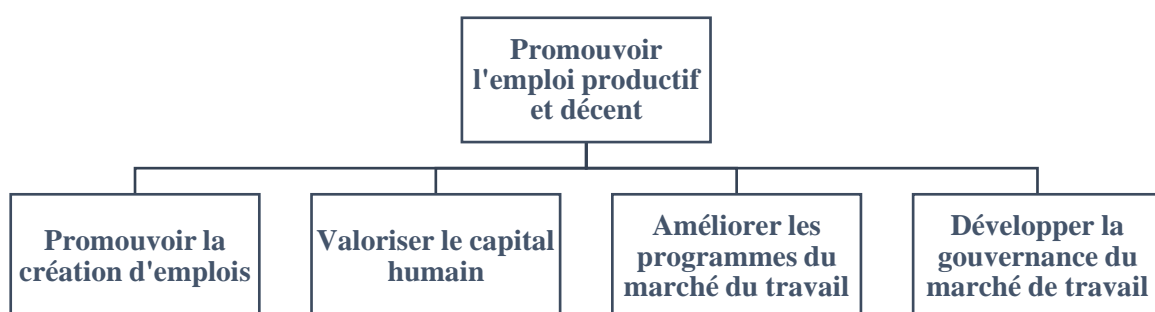 Promouvoir
l'emploi productif
et décent
Promouvoir la
création d'emplois
Valoriser le capital
humain
Améliorer les
programmes du
marché du travail
Développer la
gouvernance du
marché de travail